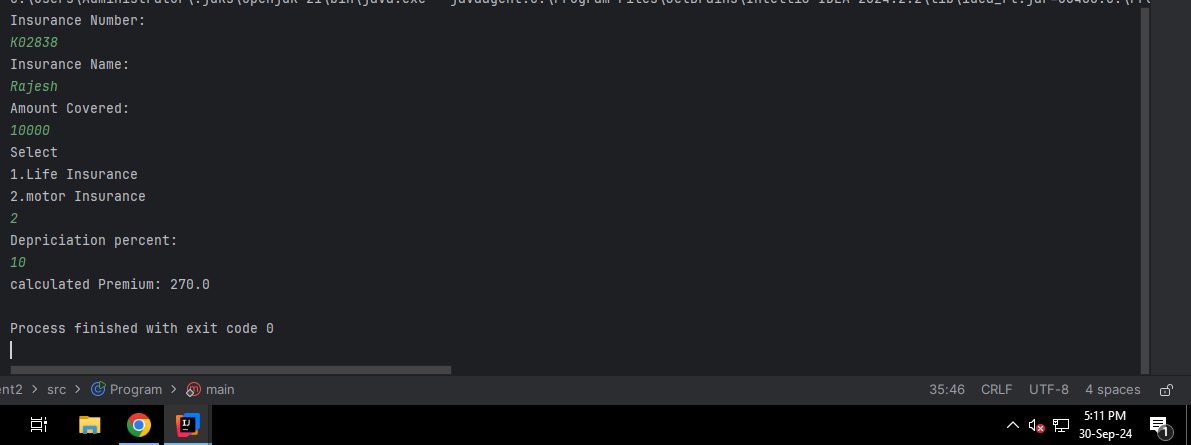 Insurance Number:
K02838
Insurance Name:
Rajesh
Amount Covered:
10000
Select
1.Life Insurance
2.motor Insurance
2
Depriciation percent:
10
calculated Premium: 270.0
Process finished with exit code 0
nt2 > src > Program > main 35:46 CRLF UTF-8 4 spaces
5:11 PM
30-Sep-24
1